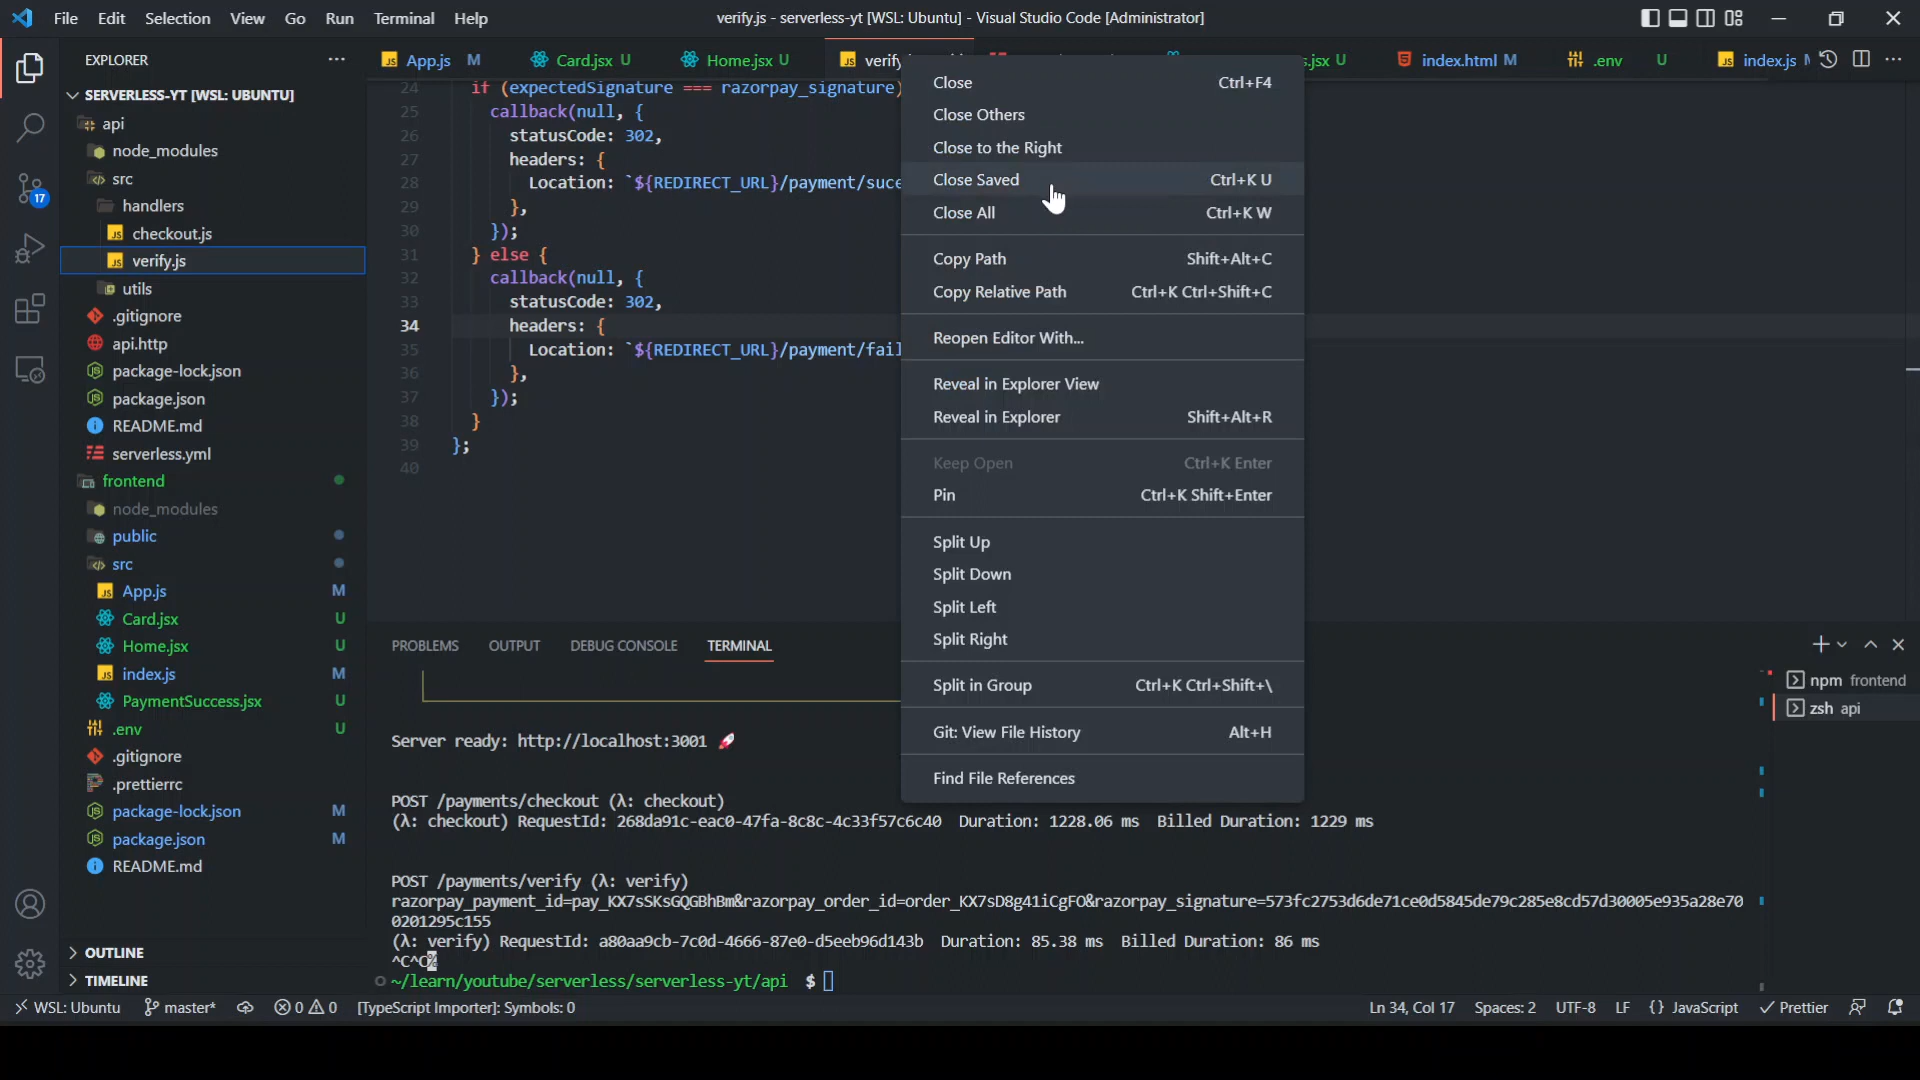 File Edit Selection View Go Run Terminal Help
verify.js - serverless-yt [WSL: Ubuntu] - Visual Studio Code [Administrator]
EXPLORER
SERVERLESS-YT [WSL: UBUNTU]
api
node_modules
src
handlers
checkout.js
verify.js
utils
.gitignore
api.http
package-lock.json
package.json
README.md
serverless.yml
frontend
node_modules
public
src
App.js M
Card.jsx U
Home.jsx U
index.js M
PaymentSuccess.jsx U
.env U
.gitignore
.prettierrc
package-lock.json M
package.json M
README.md
OUTLINE
TIMELINE
17
App.js M Card.jsx U Home.jsx U verify s.jsx U index.html M .env U index.js
24 if (expectedSignature === razorpay_signature)
25 callback(null, {
26 statusCode: 302,
27 headers: {
28 Location: `${REDIRECT_URL}/payment/suce
29 },
30 });
31 } else {
32 callback(null, {
33 statusCode: 302,
34 headers: {
35 Location: `${REDIRECT_URL}/payment/fail
36 },
37 });
38 }
39 };
40
Close Ctrl+F4
Close Others
Close to the Right
Close Saved Ctrl+K U
Close All Ctrl+K W
Copy Path Shift+Alt+C
Copy Relative Path Ctrl+K Ctrl+Shift+C
Reopen Editor With...
Reveal in Explorer View
Reveal in Explorer Shift+Alt+R
Keep Open Ctrl+K Enter
Pin Ctrl+K Shift+Enter
Split Up
Split Down
Split Left
Split Right
Split in Group Ctrl+K Ctrl+Shift+\
Git: View File History Alt+H
Find File References
PROBLEMS OUTPUT DEBUG CONSOLE TERMINAL
npm frontend
zsh api
Server ready: http://localhost:3001 🚀
POST /payments/checkout (λ: checkout)
(λ: checkout) RequestId: 268da91c-eac0-47fa-8c8c-4c33f57c6c40 Duration: 1228.06 ms Billed Duration: 1229 ms
POST /payments/verify (λ: verify)
razorpay_payment_id=pay_KX7sSKsGQGBhBm&razorpay_order_id=order_KX7sD8g41iCgFO&razorpay_signature=573fc2753d6de71ce0d5845de79c285e8cd57d30005e935a28e70
0201295c155
(λ: verify) RequestId: a80aa9cb-7c0d-4666-87e0-d5eeb96d143b Duration: 85.38 ms Billed Duration: 86 ms
^C^C%
~/learn/youtube/serverless/serverless-yt/api $
WSL: Ubuntu master* 0 0 [TypeScript Importer]: Symbols: 0 Ln 34, Col 17 Spaces: 2 UTF-8 LF {} JavaScript Prettier